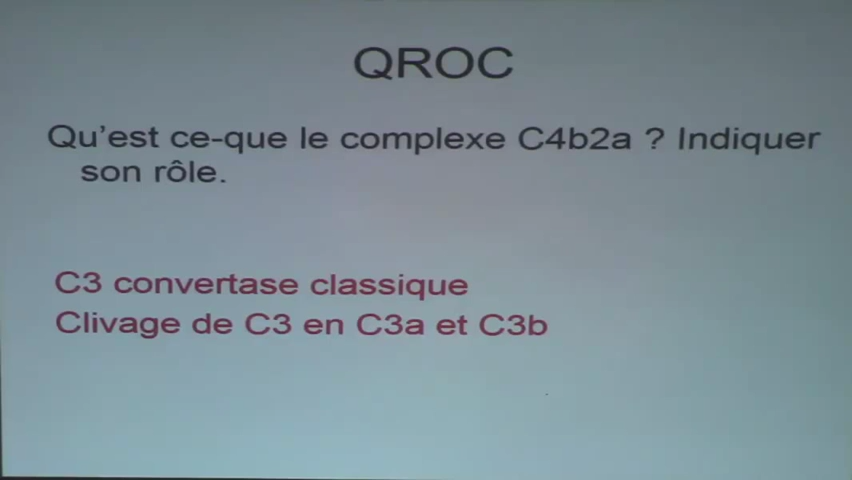 QROC
Qu'est ce-que le complexe C4b2a ? Indiquer
son rôle.
C3 convertase classique
Clivage de C3 en C3a et C3b